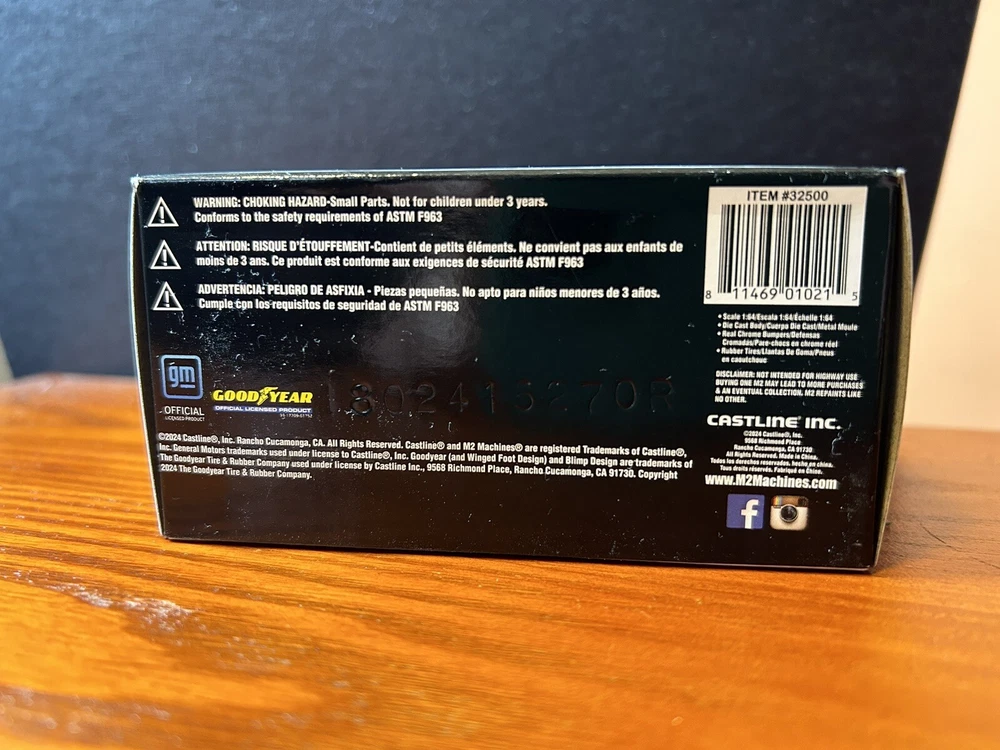 WARNING: CHOKING HAZARD-Small Parts. Not for children under 3 years.
Conforms to the safety requirements of ASTM F963
ATTENTION: RISQUE D'ÉTOUFFEMENT-Contient de petits éléments. Ne convient pas aux enfants de
moins de 3 ans. Ce produit est conforme aux exigences de sécurité ASTM F963
ADVERTENCIA: PELIGRO DE ASFIXIA - Piezas pequeñas. No apto para niños menores de 3 años.
Cumple con los requisitos de seguridad de ASTM F963
gm
OFFICIAL
LICENSED PRODUCT
GOODYEAR
OFFICIAL LICENSED PRODUCT
©2024 Castline®, Inc. Rancho Cucamonga, CA. All Rights Reserved. Castline® and M2 Machines® are registered Trademarks of Castline®,
Inc. General Motors trademarks used under license to Castline®, Inc. Goodyear (and Winged Foot Design) and Blimp Design are trademarks of
The Goodyear Tire & Rubber Company used under license by Castline Inc., 9568 Richmond Place, Rancho Cucamonga, CA 91730. Copyright
2024 The Goodyear Tire & Rubber Company.
ITEM #32500
8 11469 01021 5
• Scale 1:64/Escala 1:64/Échelle 1:64
• Die Cast Body/Cuerpo Die Cast/Metal Moule
• Real Chrome Bumpers/Defensas
Cromadas/Pare-chocs en chrome réel
• Rubber Tires/Llantas De Goma/Pneus
en caoutchouc
DISCLAIMER: NOT INTENDED FOR HIGHWAY USE
BUYING ONE M2 MAY LEAD TO MORE PURCHASES
& AN EVENTUAL COLLECTION. M2 REPAINTS LIKE
NO OTHER.
CASTLINE® INC.
©2024 Castline®, Inc.
9568 Richmond Place
Rancho Cucamonga,
CA 91730
All Rights Reserved. Made in China.
Todos los derechos reservados. hecho en china.
Tous droits réservés. Fabriqué en China.
www.M2Machines.com
f